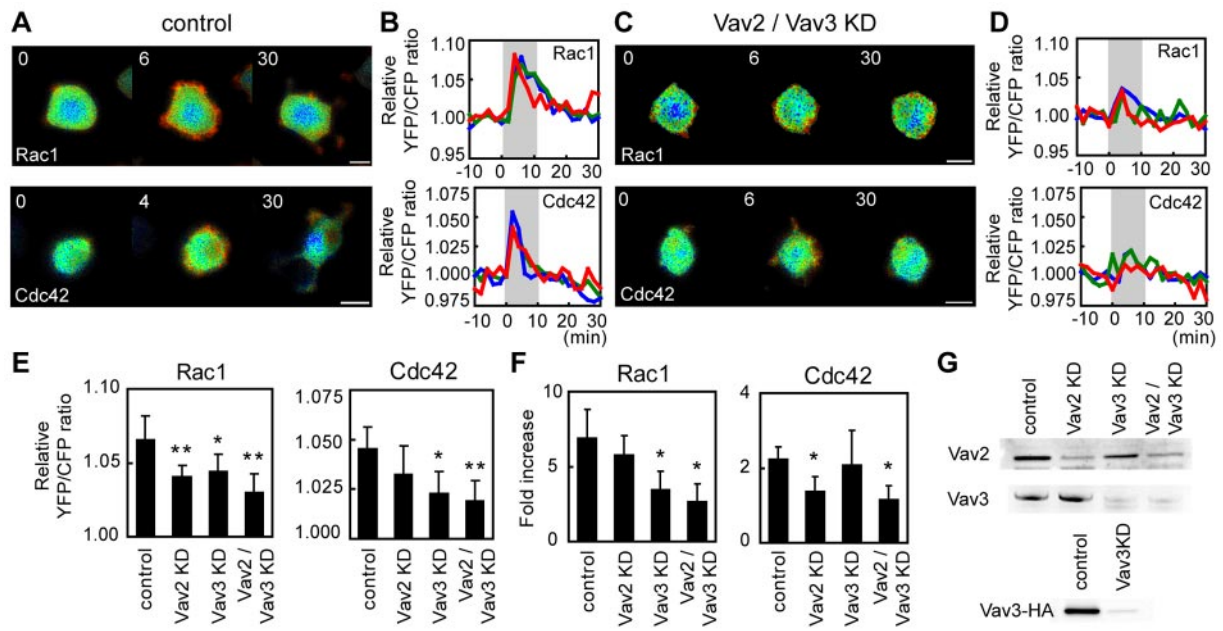 A control
0 6 30
Rac1
0 4 30
Cdc42
B
Relative
YFP/CFP ratio
1.10
1.05
1.00
0.95
Rac1
-10 0 10 30
Relative
YFP/CFP ratio
1.075
1.050
1.025
1.000
0.975
Cdc42
-10 0 10 30
(min)
C Vav2 / Vav3 KD
0 6 30
Rac1
0 6 30
Cdc42
D
Relative
YFP/CFP ratio
1.10
1.05
1.00
0.95
Rac1
-10 0 10 30
Relative
YFP/CFP ratio
1.075
1.050
1.025
1.000
0.975
Cdc42
-10 0 10 30
(min)
E
Rac1
Relative
YFP/CFP ratio
1.10
1.05
1.00
** * **
control
Vav2 KD
Vav3 KD
Vav2 /
Vav3 KD
Cdc42
1.075
1.050
1.025
1.000
* **
control
Vav2 KD
Vav3 KD
Vav2 /
Vav3 KD
F
Rac1
Fold increase
10
5
0
* *
control
Vav2 KD
Vav3 KD
Vav2 /
Vav3 KD
Cdc42
4
2
0
* *
control
Vav2 KD
Vav3 KD
Vav2 /
Vav3 KD
G
control
Vav2 KD
Vav3 KD
Vav2 /
Vav3 KD
Vav2
Vav3
control
Vav3KD
Vav3-HA